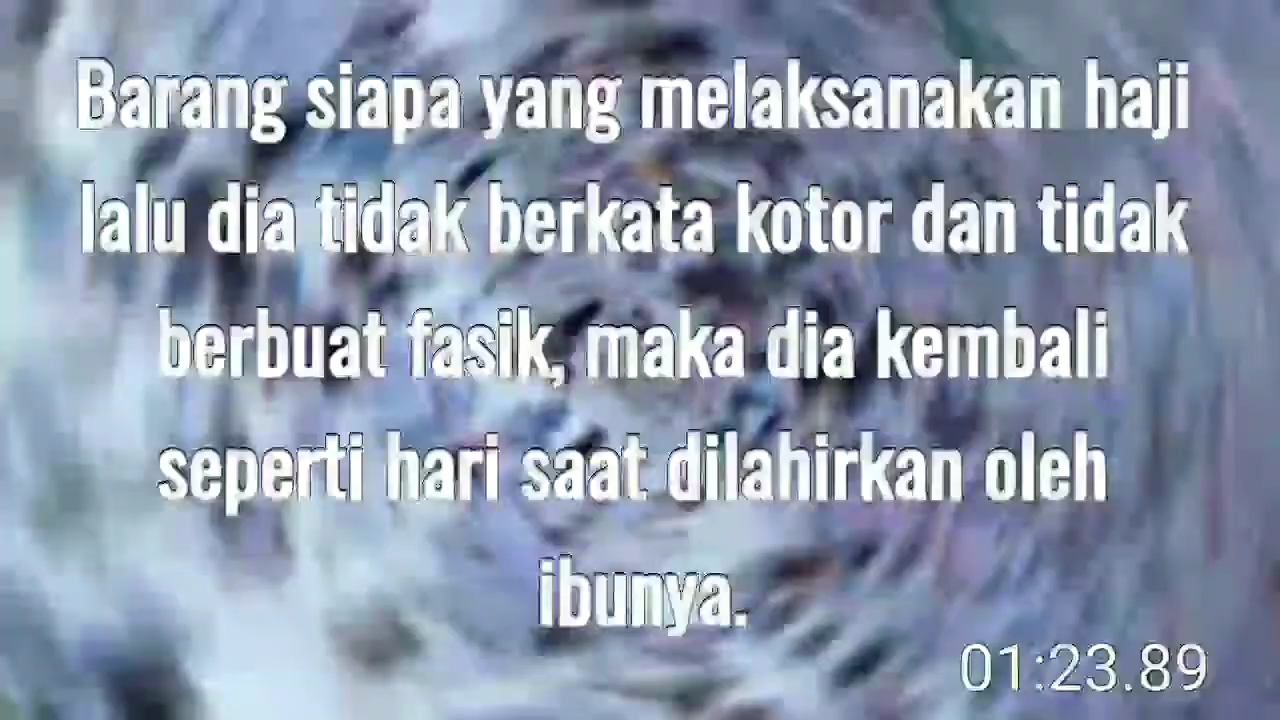 Barang siapa yang melaksanakan haji
lalu dia tidak berkata kotor dan tidak
berbuat fasik, maka dia kembali
seperti hari saat dilahirkan oleh
ibunya.
01:23.89